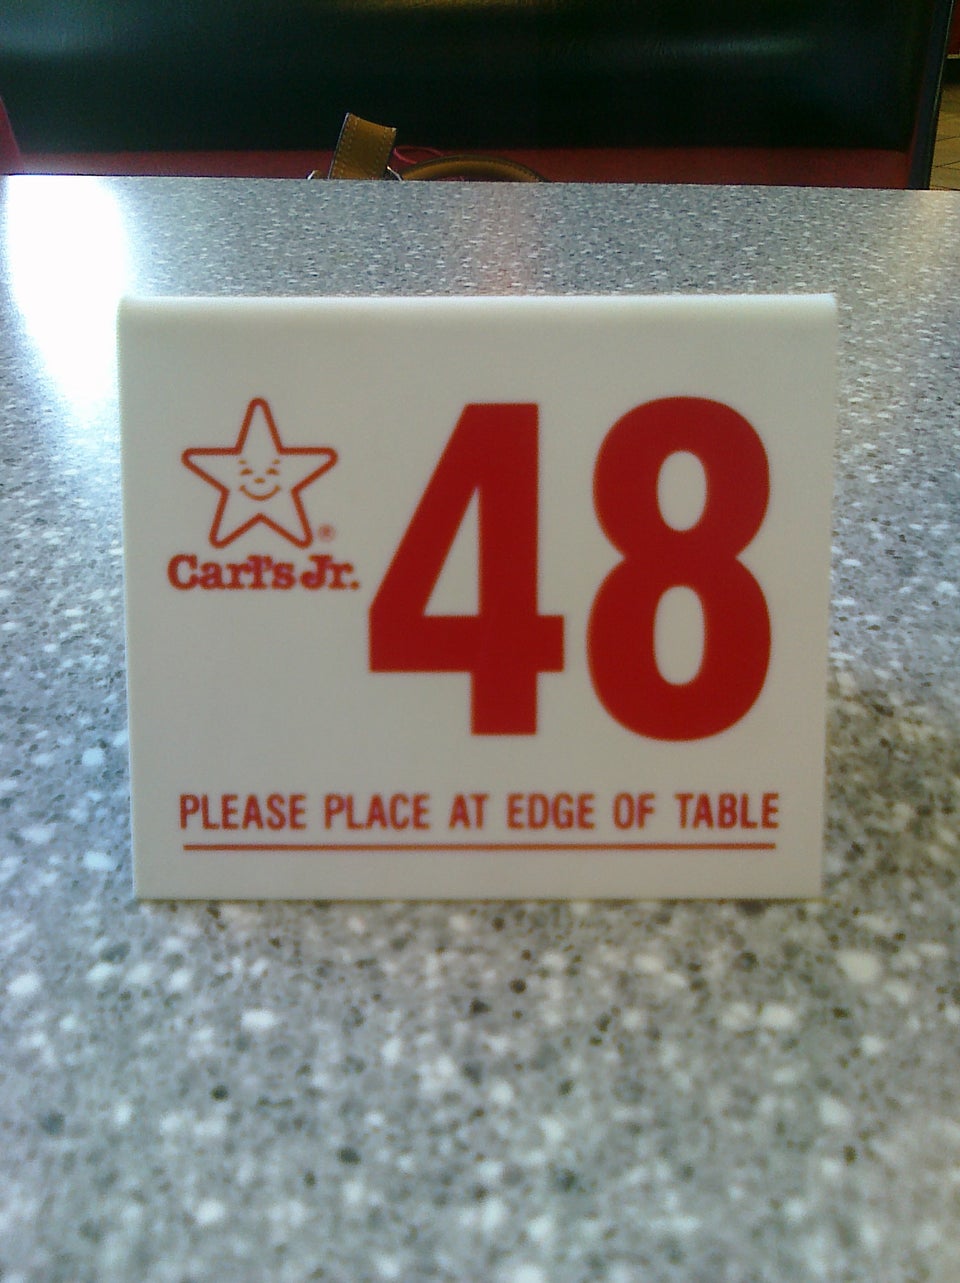 48
®
Carl's Jr.
PLEASE PLACE AT EDGE OF TABLE